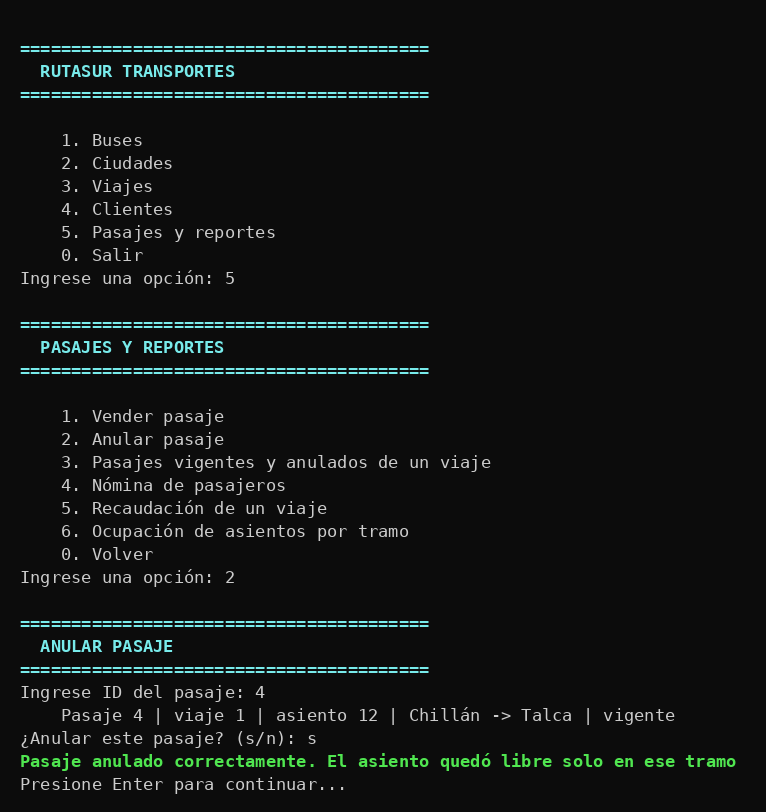 ========================================
  RUTASUR TRANSPORTES
========================================
    1. Buses
    2. Ciudades
    3. Viajes
    4. Clientes
    5. Pasajes y reportes
    0. Salir
Ingrese una opción: 5
========================================
  PASAJES Y REPORTES
========================================
    1. Vender pasaje
    2. Anular pasaje
    3. Pasajes vigentes y anulados de un viaje
    4. Nómina de pasajeros
    5. Recaudación de un viaje
    6. Ocupación de asientos por tramo
    0. Volver
Ingrese una opción: 2
========================================
  ANULAR PASAJE
========================================
Ingrese ID del pasaje: 4
    Pasaje 4 | viaje 1 | asiento 12 | Chillán -> Talca | vigente
¿Anular este pasaje? (s/n): s
Pasaje anulado correctamente. El asiento quedó libre solo en ese tramo
Presione Enter para continuar...